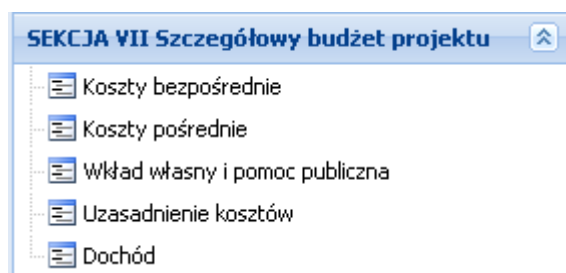 SEKCJA VII Szczegółowy budżet projektu
Koszty bezpośrednie
Koszty pośrednie
Wkład własny i pomoc publiczna
Uzasadnienie kosztów
Dochód